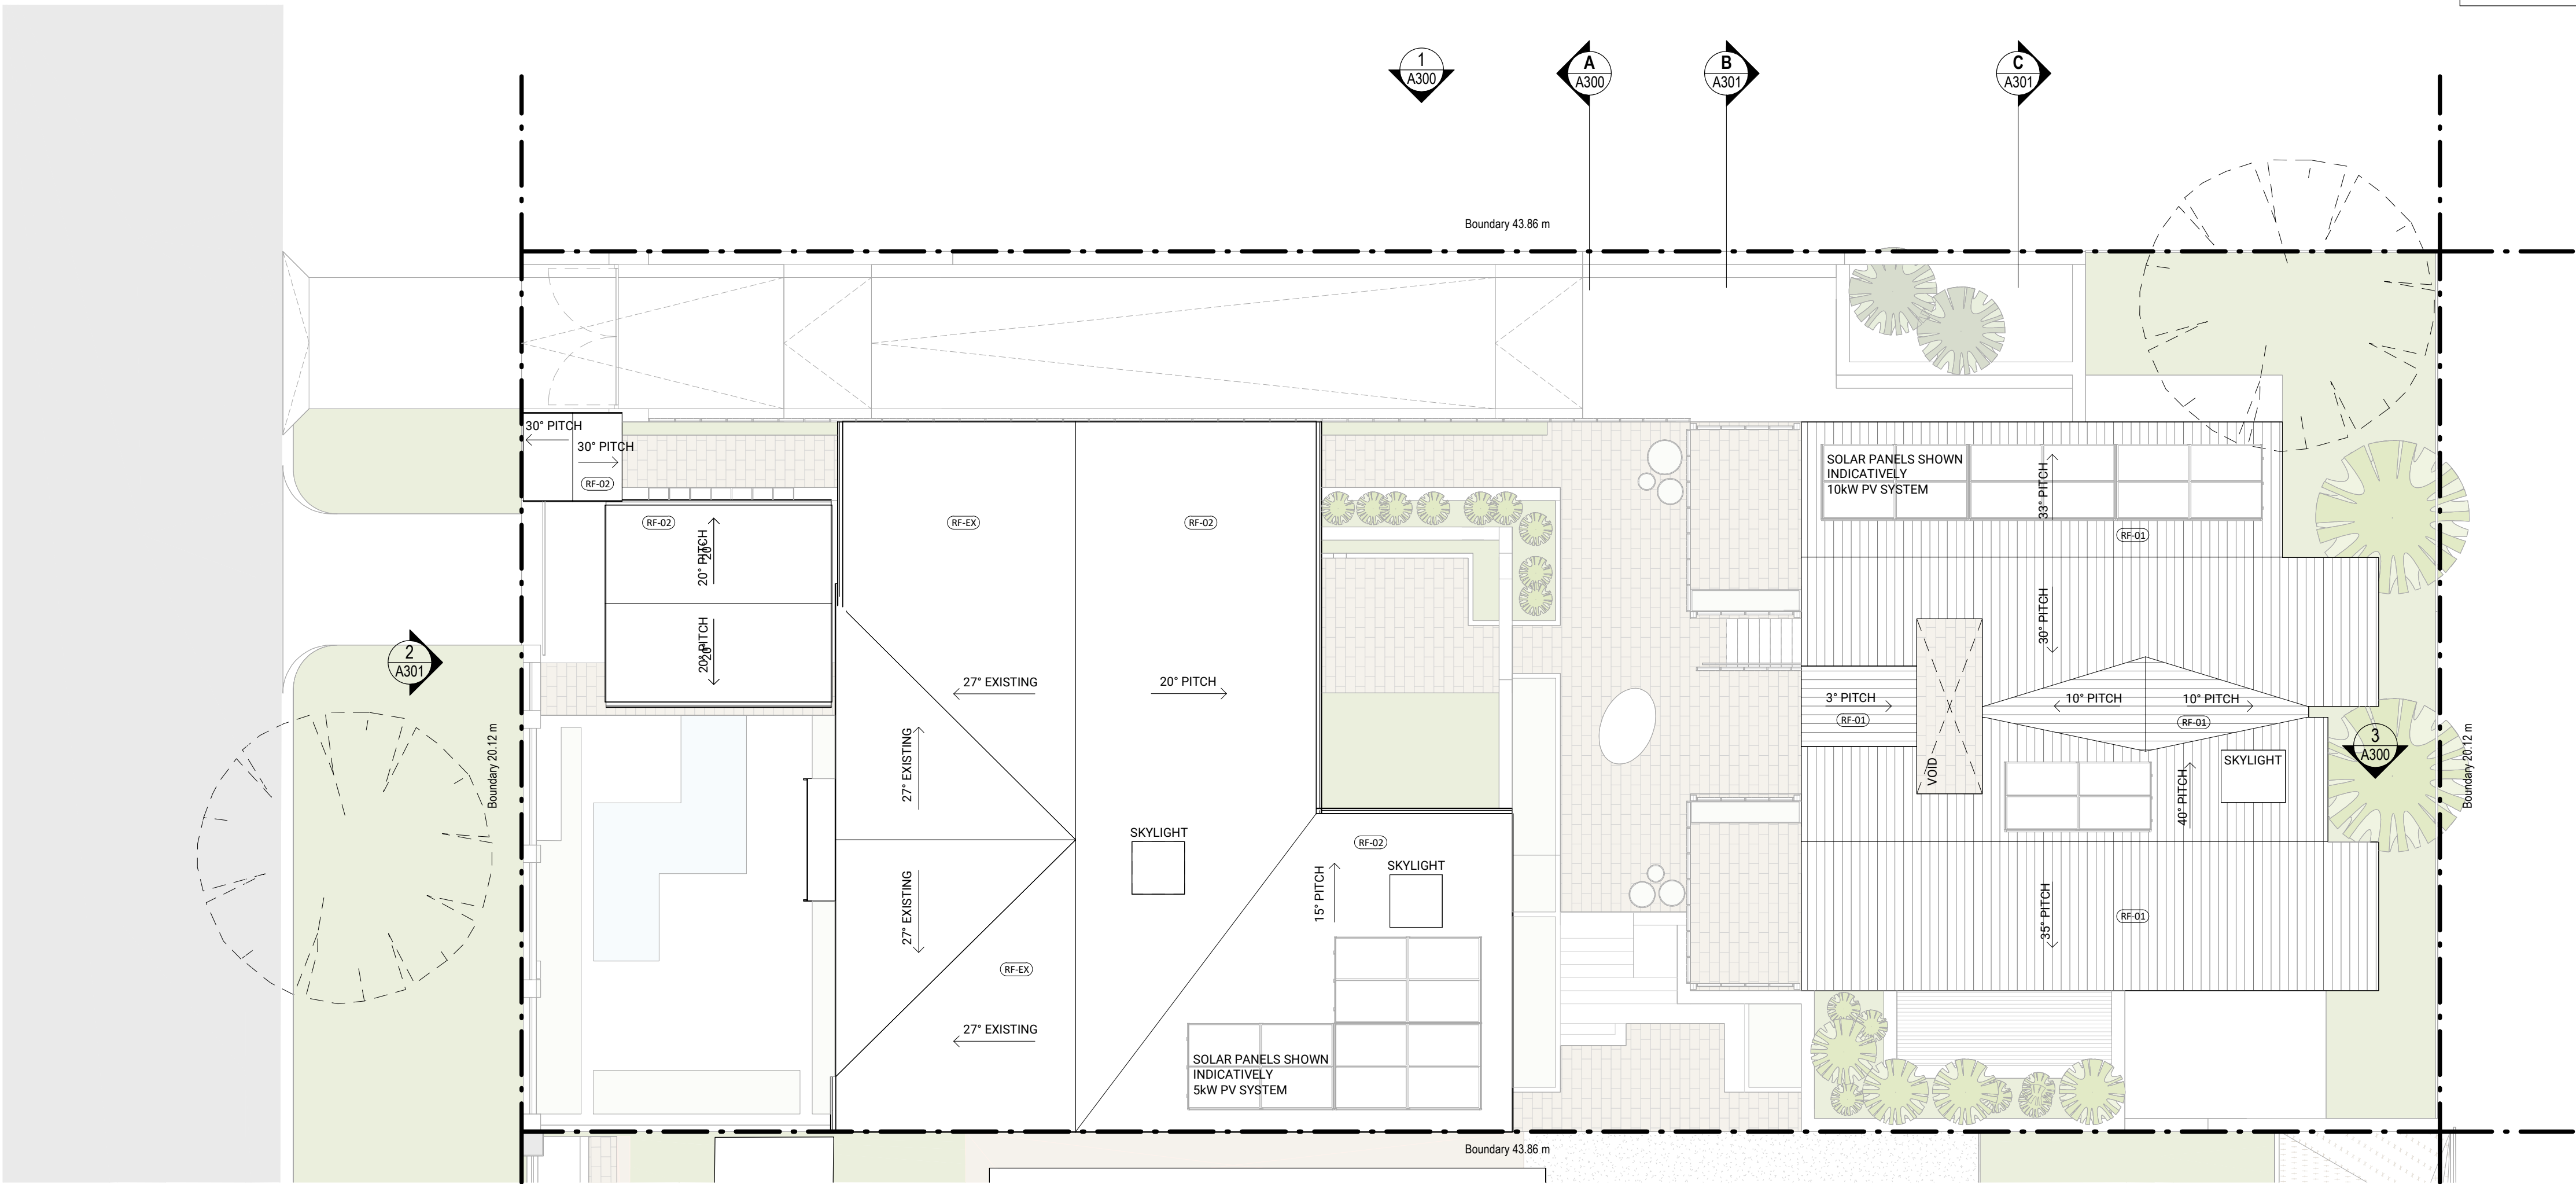 1
A300
A
A300
B
A301
C
A301
Boundary 43.86 m
30° PITCH
30° PITCH
RF-02
RF-02
20° PITCH
20°
20° PITCH
20°
RF-EX
RF-02
27° EXISTING
20° PITCH
27° EXISTING
27° EXISTING
RF-EX
27° EXISTING
SKYLIGHT
RF-02
SKYLIGHT
15° PITCH
SOLAR PANELS SHOWN
INDICATIVELY
5kW PV SYSTEM
SOLAR PANELS SHOWN
INDICATIVELY
10kW PV SYSTEM
33° PITCH
RF-01
30° PITCH
3° PITCH
RF-01
VOID
10° PITCH
10° PITCH
RF-01
SKYLIGHT
40° PITCH
35° PITCH
RF-01
2
A301
3
A300
Boundary 20.12 m
Boundary 20.12 m
Boundary 43.86 m